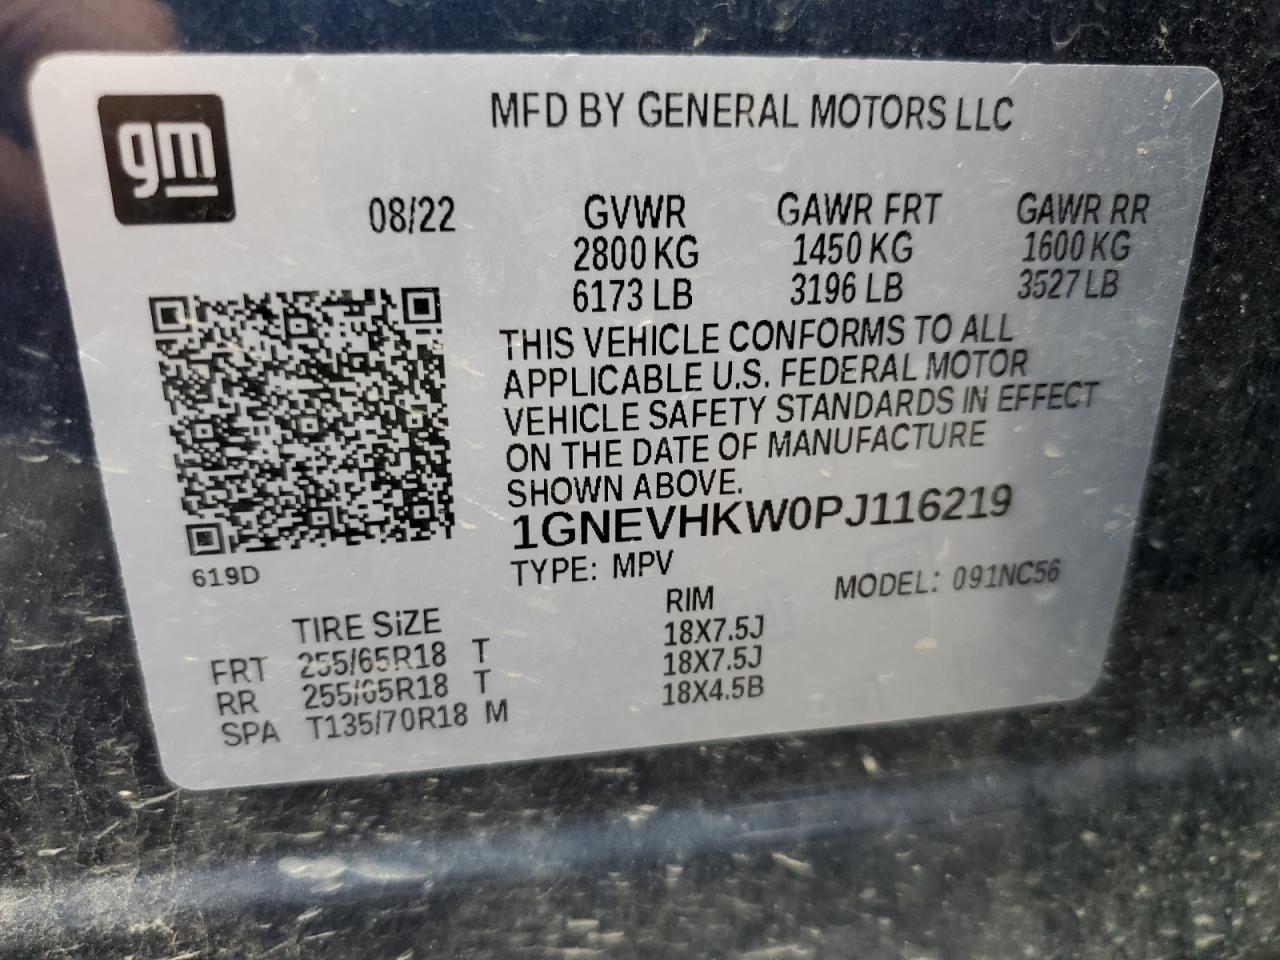 gm
MFD BY GENERAL MOTORS LLC
08/22 GVWR GAWR FRT GAWR RR
2800 KG 1450 KG 1600 KG
6173 LB 3196 LB 3527 LB
THIS VEHICLE CONFORMS TO ALL
APPLICABLE U.S. FEDERAL MOTOR
VEHICLE SAFETY STANDARDS IN EFFECT
ON THE DATE OF MANUFACTURE
SHOWN ABOVE.
1GNEVHKW0PJ116219
619D
TYPE: MPV MODEL: 091NC56
TIRE SIZE RIM
FRT 255/65R18 T 18X7.5J
RR 255/65R18 T 18X7.5J
SPA T135/70R18 M 18X4.5B